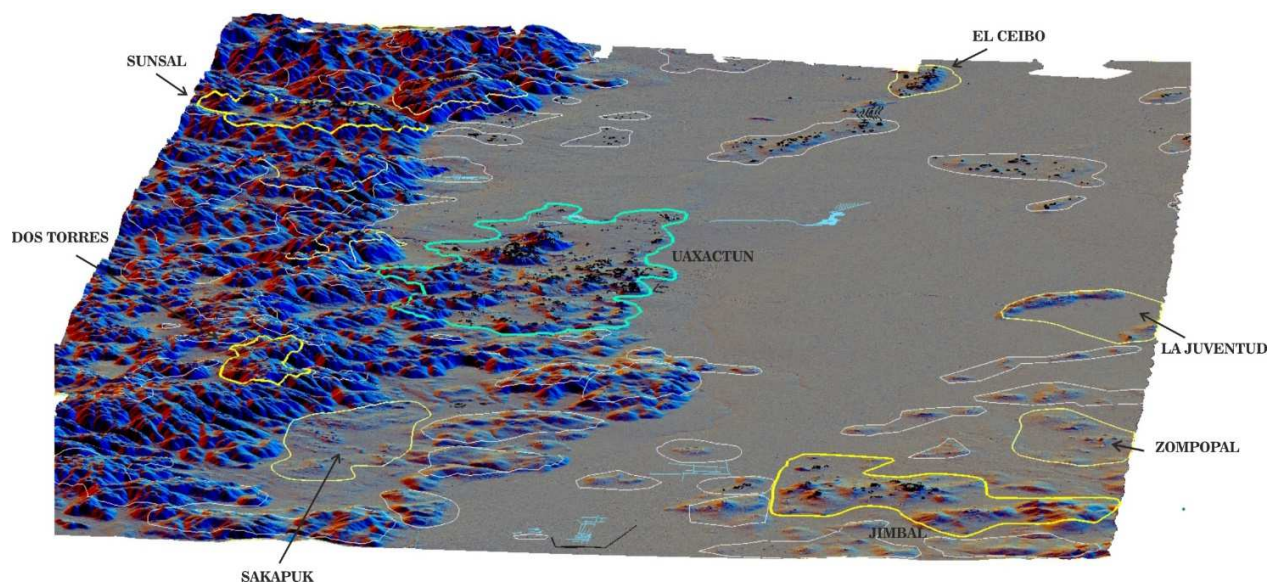 EL CEIBO
SUNSAL
DOS TORRES
UAXACTUN
LA JUVENTUD
ZOMPOPAL
JIMBAL
SAKAPUK